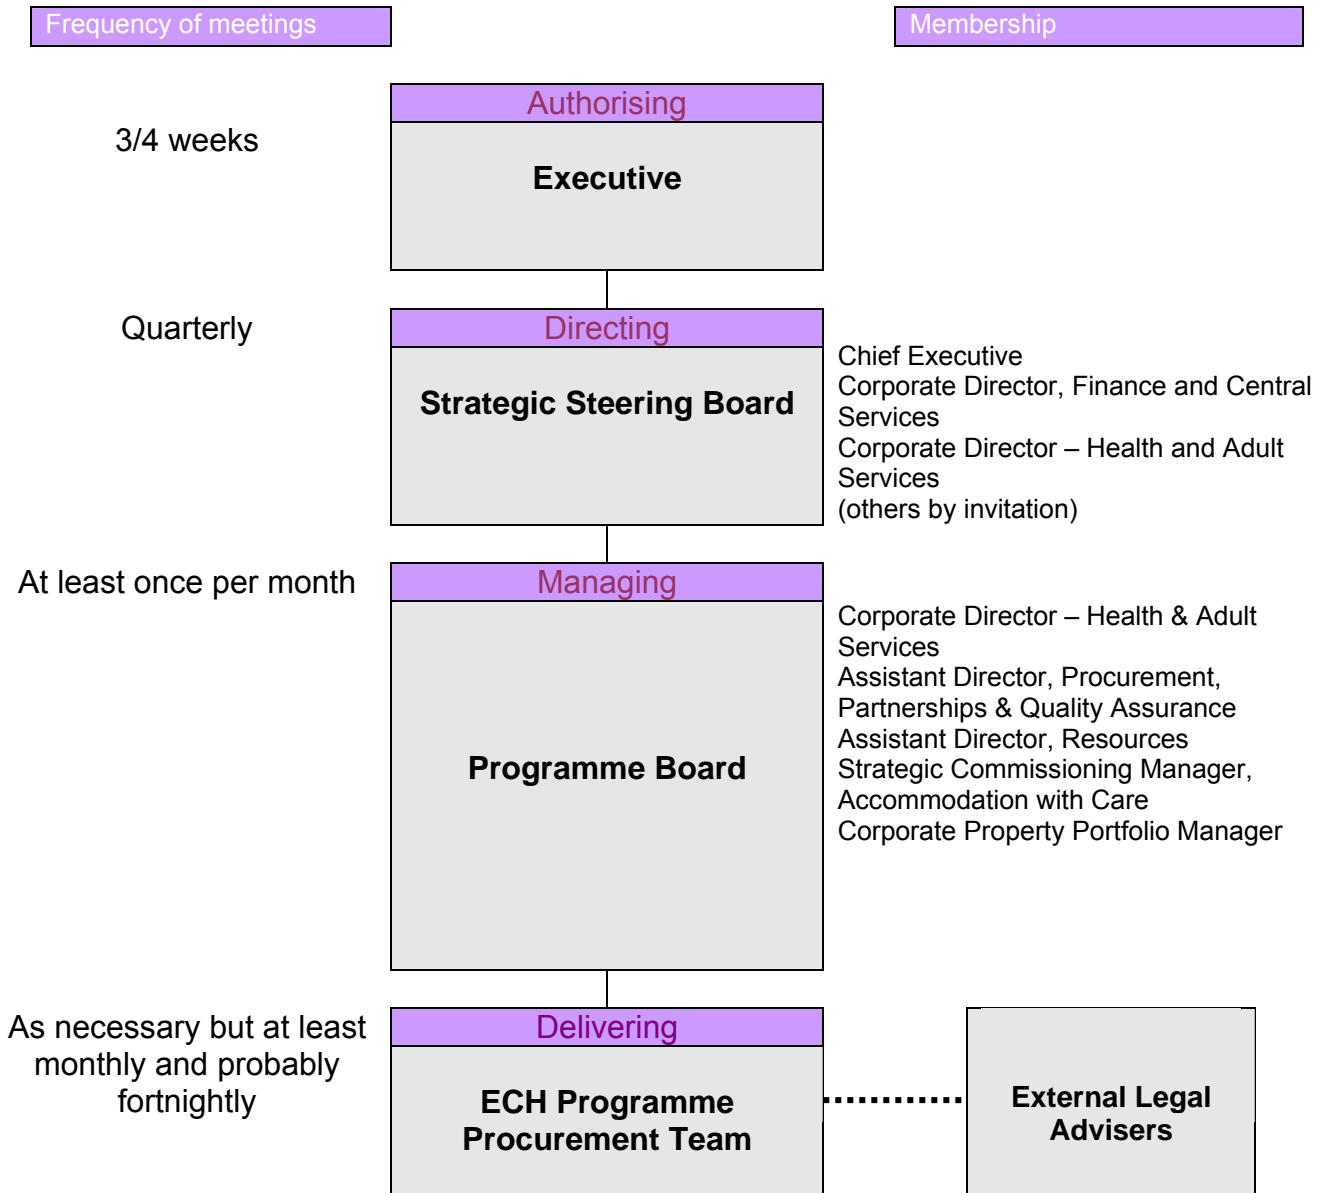 Frequency of meetings
Membership
Authorising
3/4 weeks
Executive
Quarterly
Directing
Strategic Steering Board
Chief Executive
Corporate Director, Finance and Central
Services
Corporate Director – Health and Adult
Services
(others by invitation)
At least once per month
Managing
Programme Board
Corporate Director – Health & Adult
Services
Assistant Director, Procurement,
Partnerships & Quality Assurance
Assistant Director, Resources
Strategic Commissioning Manager,
Accommodation with Care
Corporate Property Portfolio Manager
As necessary but at least
monthly and probably
fortnightly
Delivering
ECH Programme
Procurement Team
External Legal
Advisers